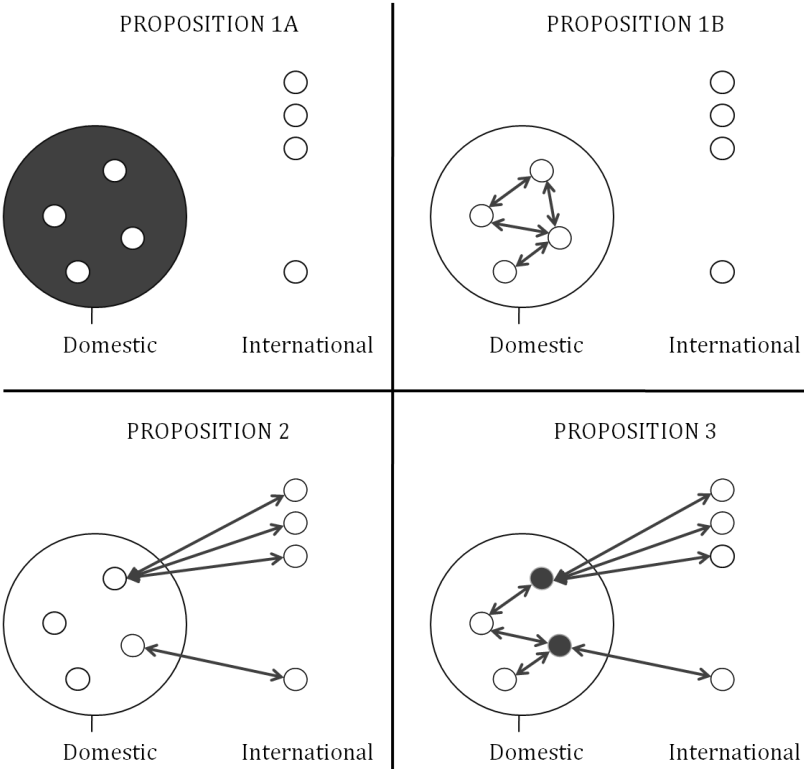 PROPOSITION 1A
PROPOSITION 1B
Domestic
International
Domestic
International
PROPOSITION 2
PROPOSITION 3
Domestic
International
Domestic
International